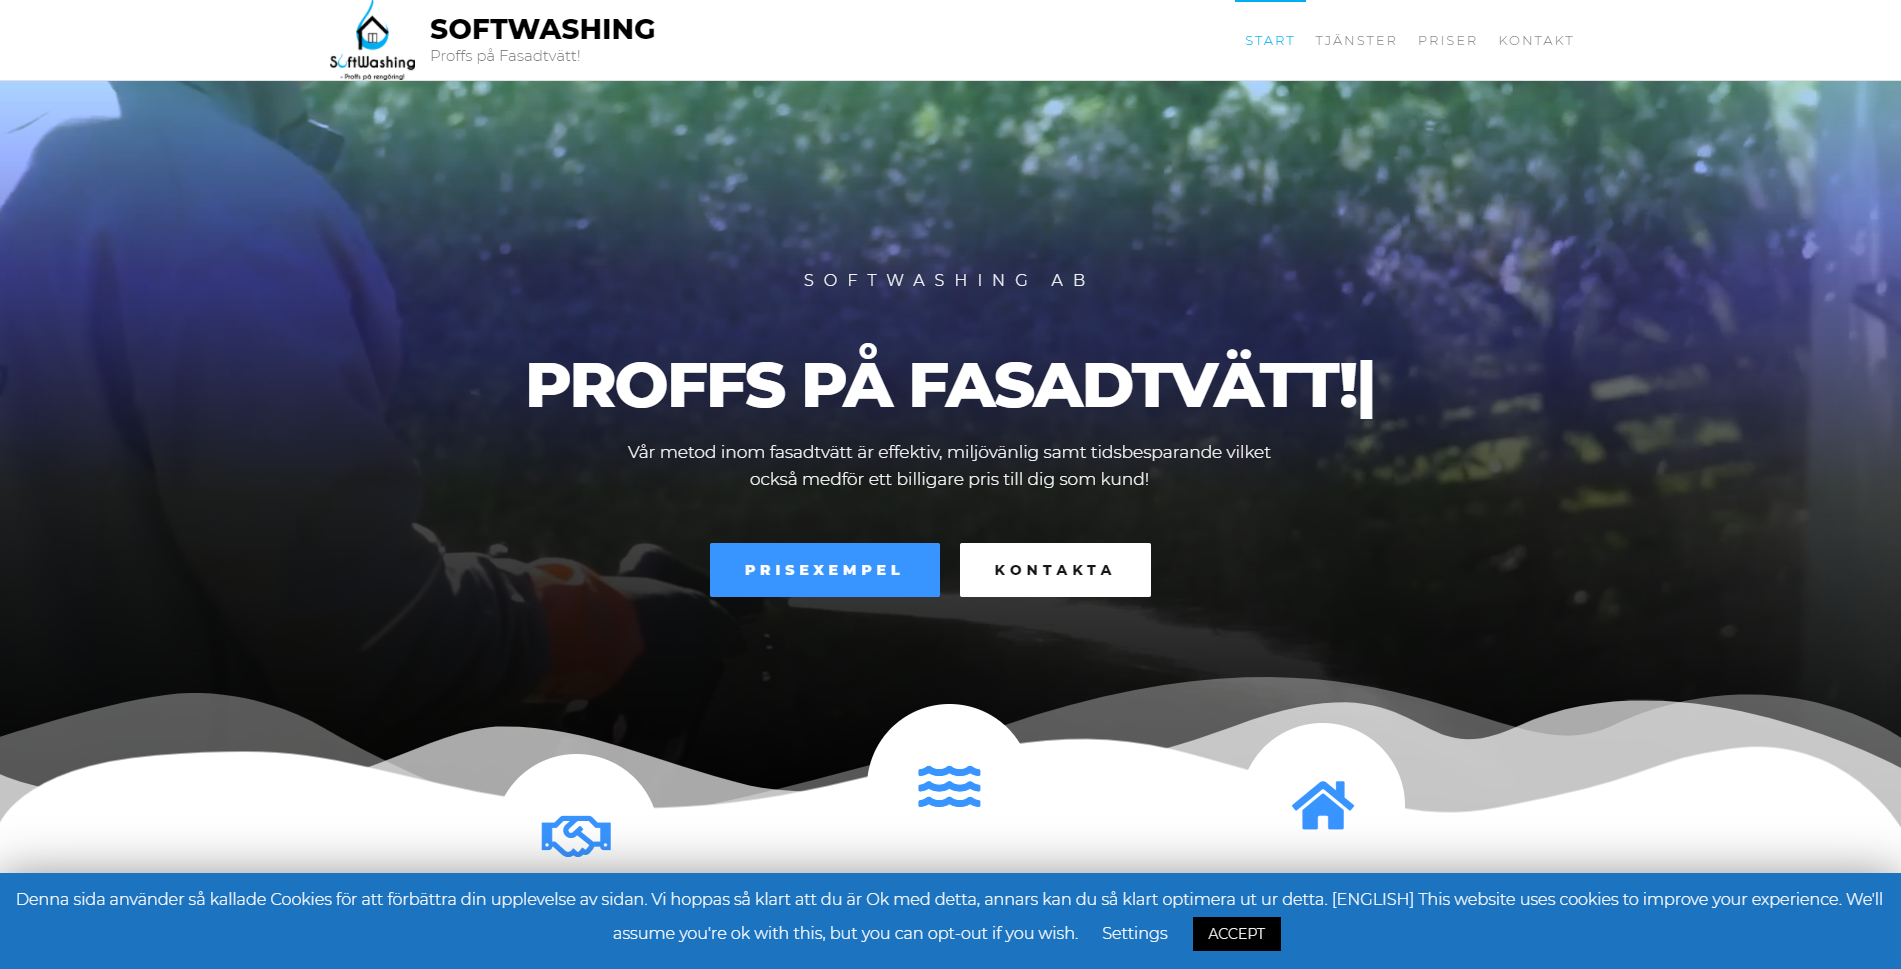 SoftWashing
- Proffs på rengöring!
SOFTWASHING
Proffs på Fasadtvätt!
START TJÄNSTER PRISER KONTAKT
SOFTWASHING AB
PROFFS PÅ FASADTVÄTT!|
Vår metod inom fasadtvätt är effektiv, miljövänlig samt tidsbesparande vilket
också medför ett billigare pris till dig som kund!
PRISEXEMPEL KONTAKTA
Denna sida använder så kallade Cookies för att förbättra din upplevelse av sidan. Vi hoppas så klart att du är Ok med detta, annars kan du så klart optimera ut ur detta. [ENGLISH] This website uses cookies to improve your experience. We'll
assume you're ok with this, but you can opt-out if you wish. Settings ACCEPT